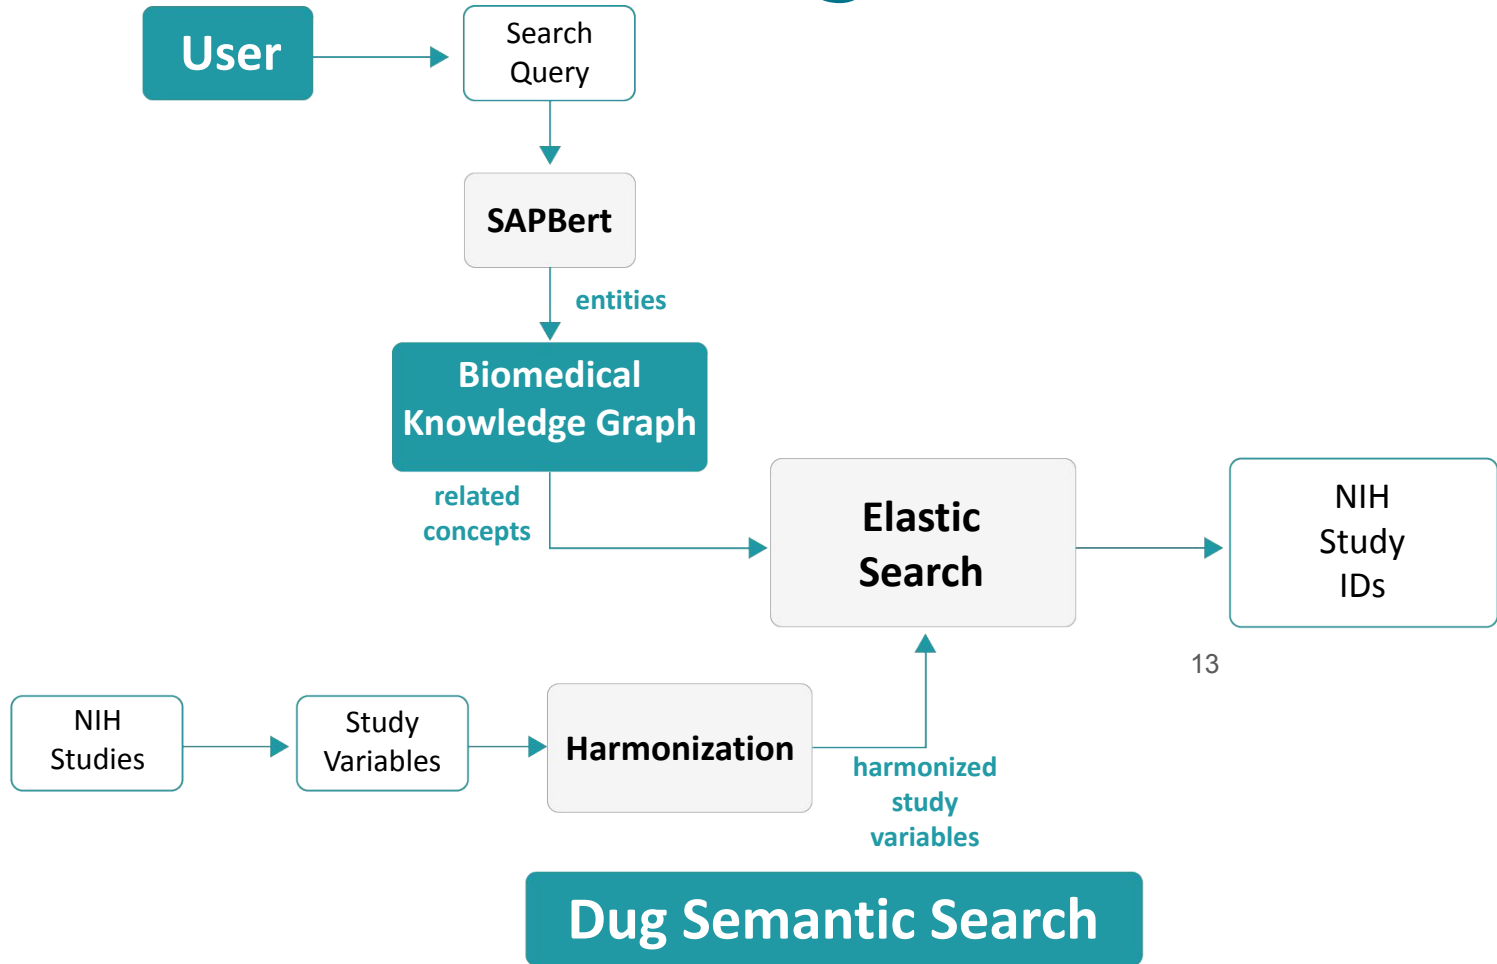 User
Search
Query
SAPBert
entities
Biomedical
Knowledge Graph
related
concepts
Elastic
Search
NIH
Study
IDs
13
NIH
Studies
Study
Variables
Harmonization
harmonized
study
variables
Dug Semantic Search